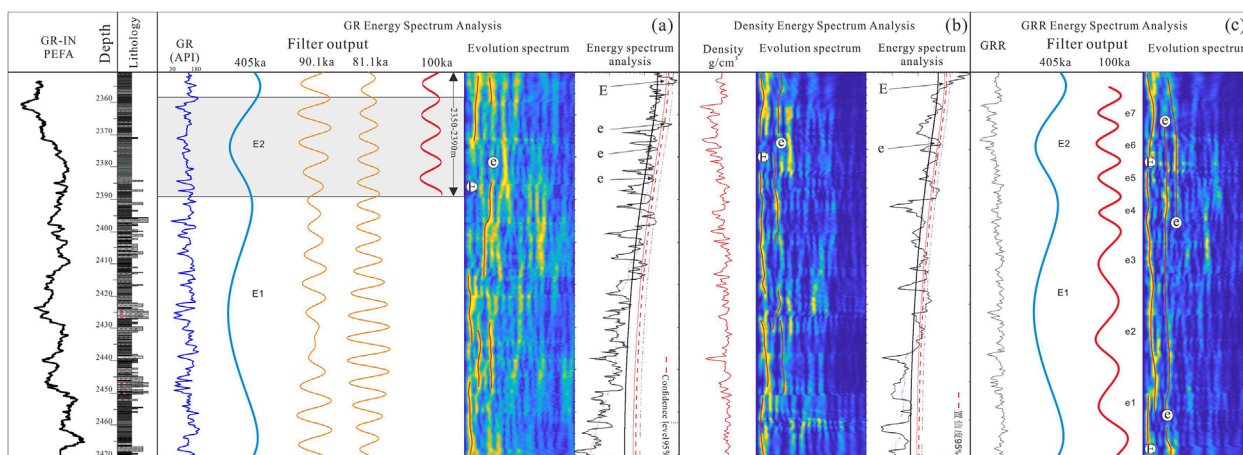 GR-IN
PEFA
Depth
Lithology
GR Energy Spectrum Analysis
(a)
GR
(API)
30
180
Filter output
405ka
90.1ka
81.1ka
100ka
Evolution spectrum
Energy spectrum
analysis
Density Energy Spectrum Analysis
(b)
Density
g/cm³
Evolution spectrum
Energy spectrum
analysis
GRR Energy Spectrum Analysis
(c)
GRR
Filter output
405ka
100ka
Evolution spectrum
2360
2370
2380
2390
2400
2410
2420
2430
2440
2450
2460
2470
E2
E1
2350-2390m
e
E
E
e
e
e
Confidence level95%
E
e
E
e
置信度95%
E2
E1
e7
e6
e5
e4
e3
e2
e1
e
E
e
e
E